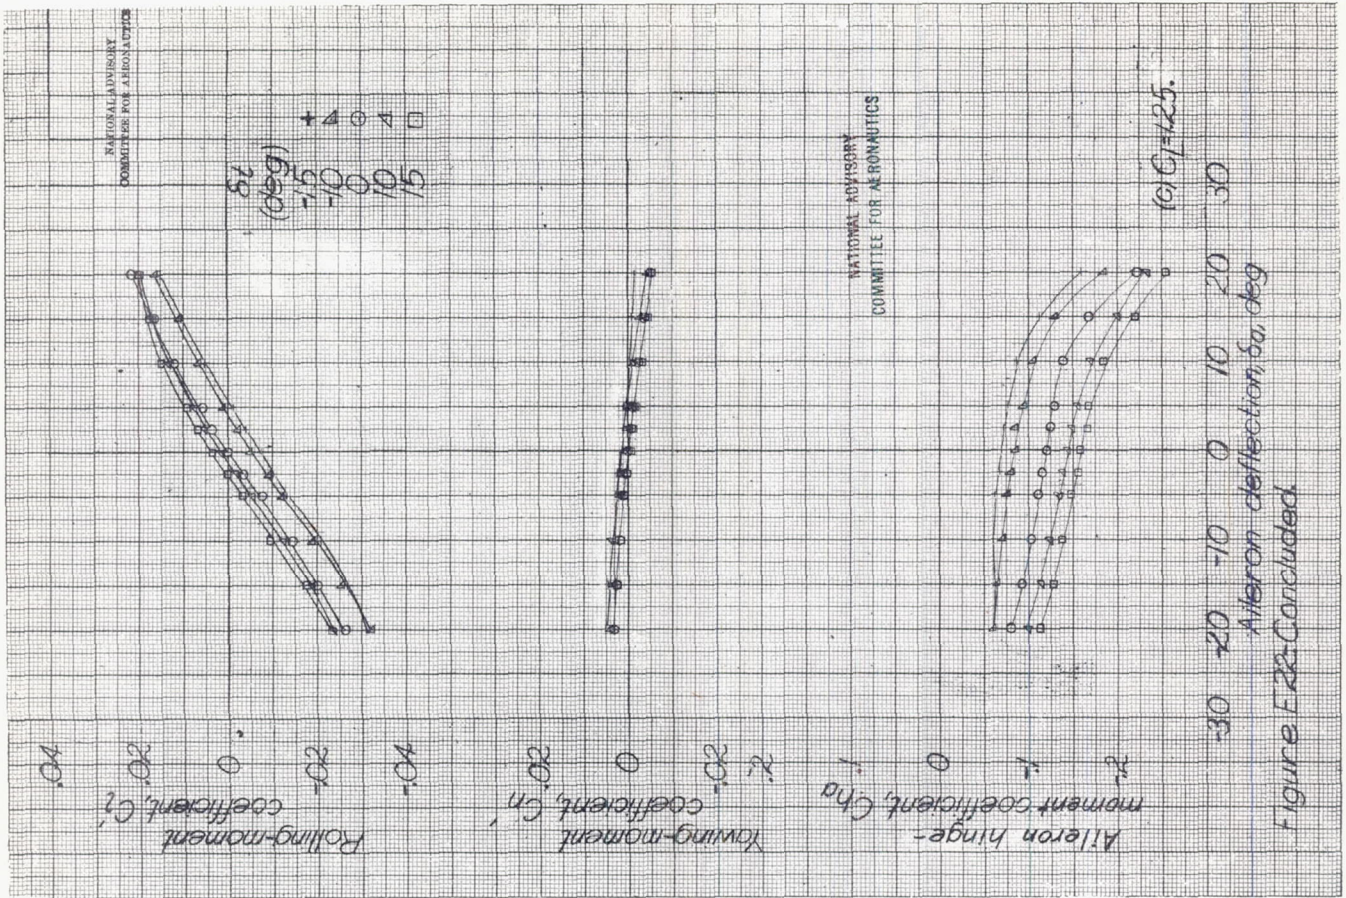 NATIONAL ADVISORY
COMMITTEE FOR AERONAUTICS
δt
(deg)
-15
-10
0
10
15
.04
.02
0
-.02
-.04
Rolling-moment
coefficient, Cl'
.02
0
-.02
Yawing-moment
coefficient, Cn'
.2
.1
0
-.1
-.2
Aileron hinge-
moment coefficient, Cha
NATIONAL ADVISORY
COMMITTEE FOR AERONAUTICS
(c) CL=1.25.
-30 -20 -10 0 10 20 30
Aileron deflection, δa, deg
Figure E22-Concluded.